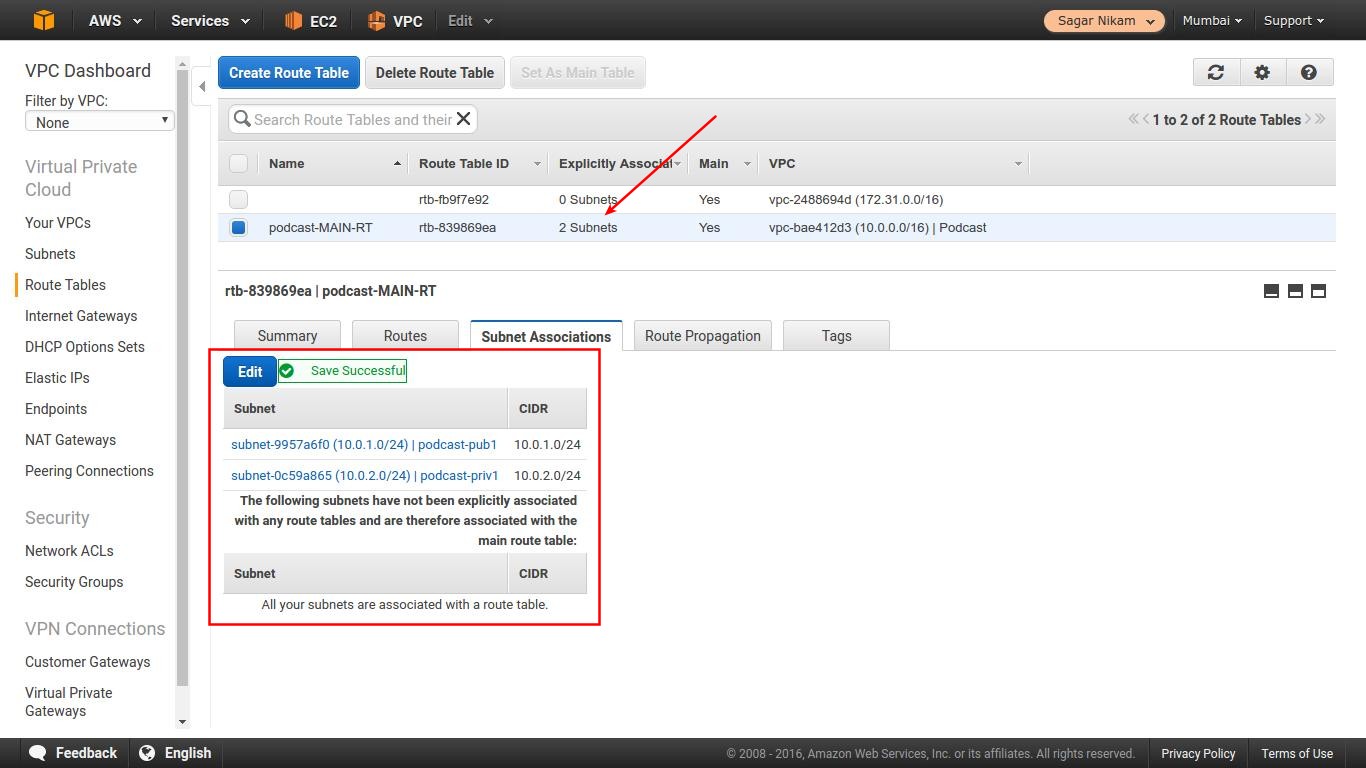 AWS Services EC2 VPC Edit Sagar Nikam Mumbai Support
VPC Dashboard
Filter by VPC:
None
Virtual Private
Cloud
Your VPCs
Subnets
Route Tables
Internet Gateways
DHCP Options Sets
Elastic IPs
Endpoints
NAT Gateways
Peering Connections
Security
Network ACLs
Security Groups
VPN Connections
Customer Gateways
Virtual Private
Gateways
Create Route Table Delete Route Table Set As Main Table
Search Route Tables and their 1 to 2 of 2 Route Tables
Name Route Table ID Explicitly Associat Main VPC
rtb-fb9f7e92 0 Subnets Yes vpc-2488694d (172.31.0.0/16)
podcast-MAIN-RT rtb-839869ea 2 Subnets Yes vpc-bae412d3 (10.0.0.0/16) | Podcast
rtb-839869ea | podcast-MAIN-RT
Summary Routes Subnet Associations Route Propagation Tags
Edit Save Successful
Subnet CIDR
subnet-9957a6f0 (10.0.1.0/24) | podcast-pub1 10.0.1.0/24
subnet-0c59a865 (10.0.2.0/24) | podcast-priv1 10.0.2.0/24
The following subnets have not been explicitly associated
with any route tables and are therefore associated with the
main route table:
Subnet CIDR
All your subnets are associated with a route table.
Feedback English © 2008 - 2016, Amazon Web Services, Inc. or its affiliates. All rights reserved. Privacy Policy Terms of Use